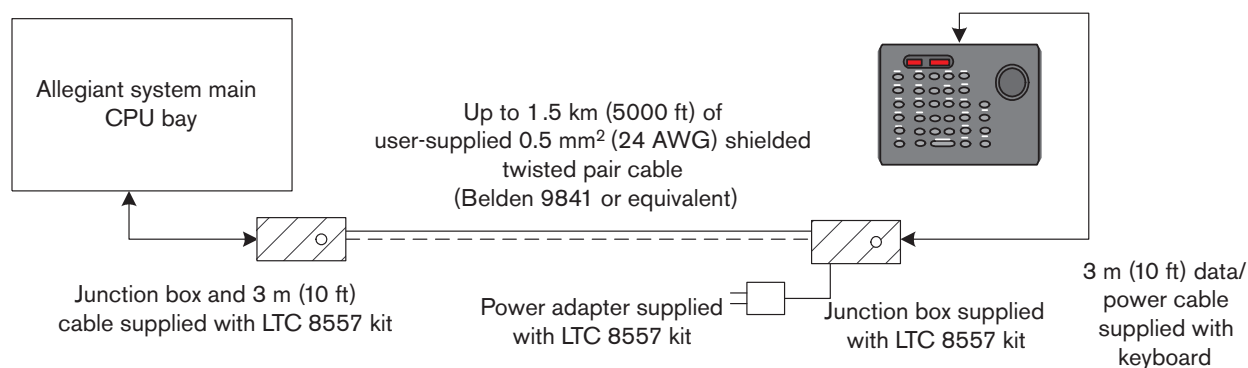 Allegiant system main
CPU bay
Up to 1.5 km (5000 ft) of
user-supplied 0.5 mm² (24 AWG) shielded
twisted pair cable
(Belden 9841 or equivalent)
Junction box and 3 m (10 ft)
cable supplied with LTC 8557 kit
Power adapter supplied
with LTC 8557 kit
Junction box supplied
with LTC 8557 kit
3 m (10 ft) data/
power cable
supplied with
keyboard